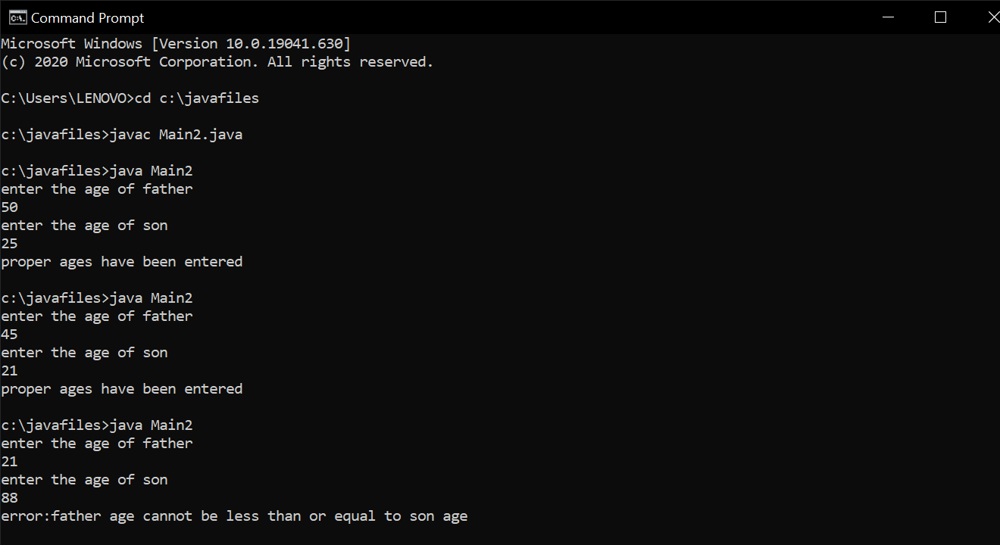 Command Prompt
Microsoft Windows [Version 10.0.19041.630]
(c) 2020 Microsoft Corporation. All rights reserved.
C:\Users\LENOVO>cd c:\javafiles
c:\javafiles>javac Main2.java
c:\javafiles>java Main2
enter the age of father
50
enter the age of son
25
proper ages have been entered
c:\javafiles>java Main2
enter the age of father
45
enter the age of son
21
proper ages have been entered
c:\javafiles>java Main2
enter the age of father
21
enter the age of son
88
error:father age cannot be less than or equal to son age